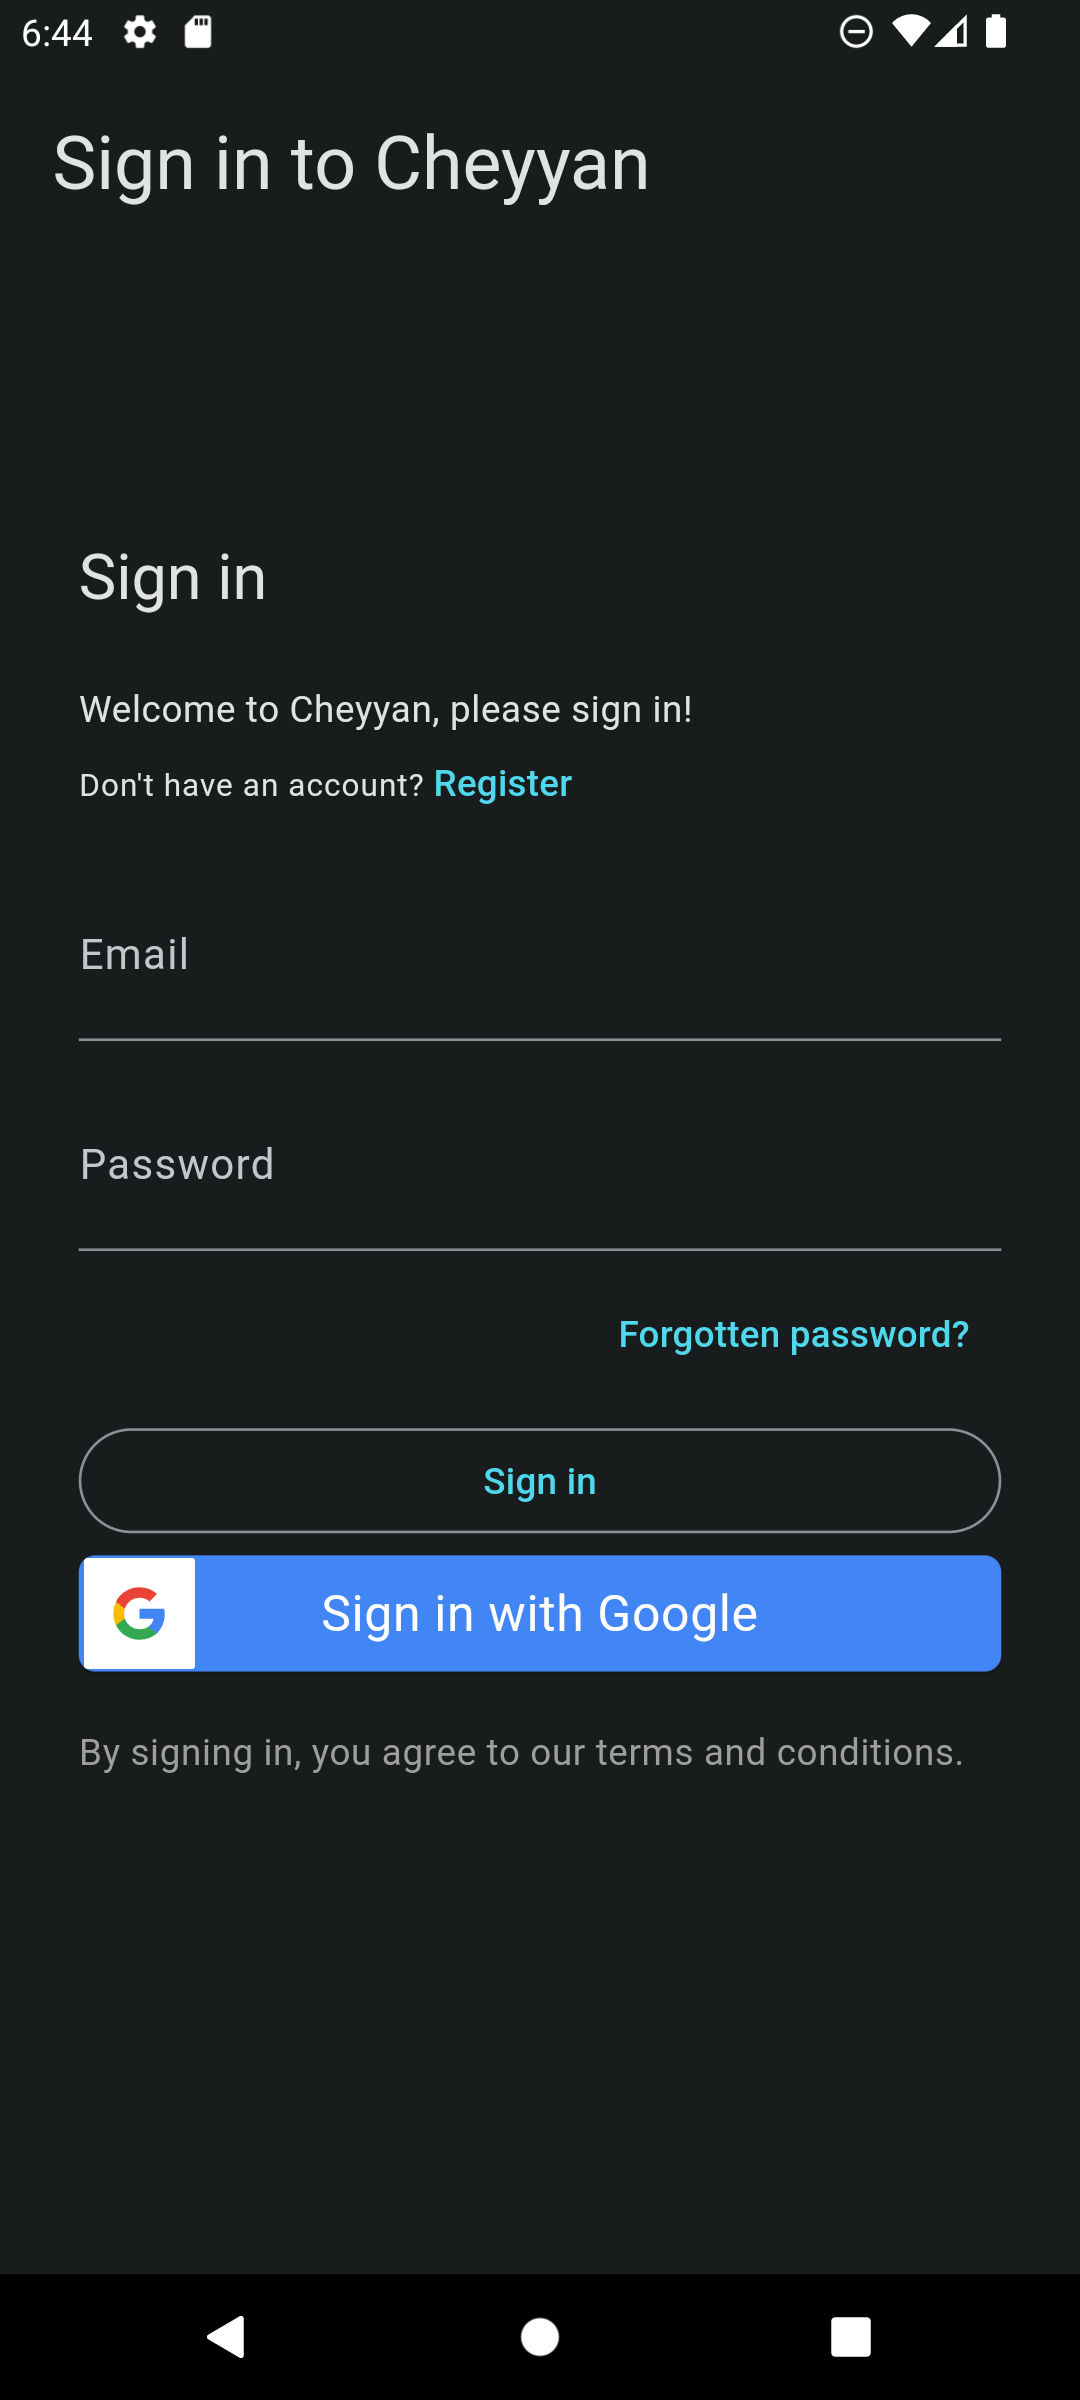 6:44
Sign in to Cheyyan
Sign in
Welcome to Cheyyan, please sign in!
Don't have an account? Register
Email
Password
Forgotten password?
Sign in
Sign in with Google
By signing in, you agree to our terms and conditions.